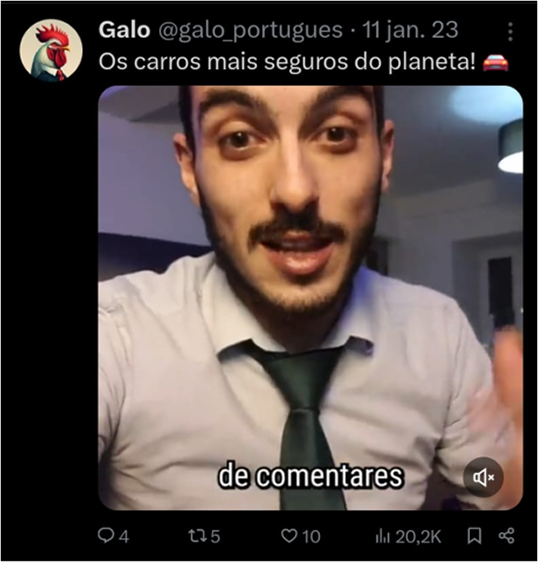 Galo @galo_portugues · 11 jan. 23
Os carros mais seguros do planeta! 🚘
de comentares
4 5 10 20,2K